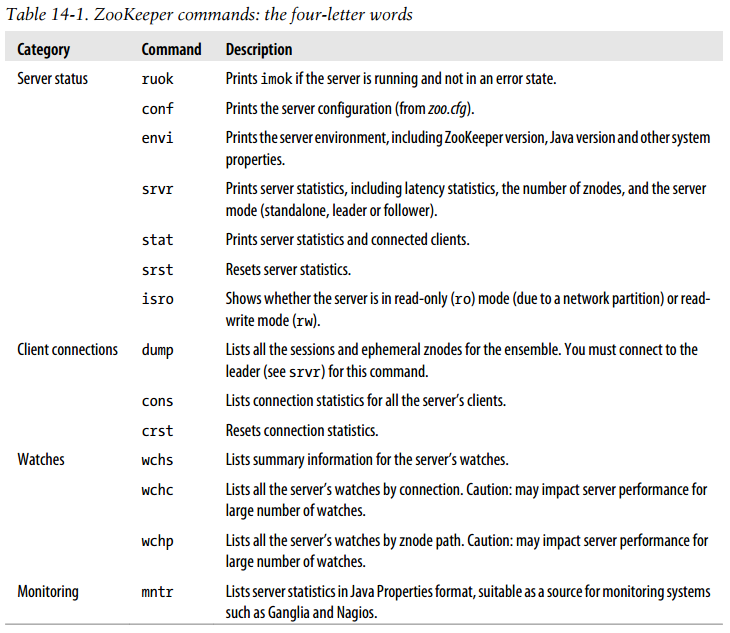 Table 14-1. ZooKeeper commands: the four-letter words
Category Command Description
Server status ruok Prints imok if the server is running and not in an error state.
conf Prints the server configuration (from zoo.cfg).
envi Prints the server environment, including ZooKeeper version, Java version and other system
properties.
srvr Prints server statistics, including latency statistics, the number of znodes, and the server
mode (standalone, leader or follower).
stat Prints server statistics and connected clients.
srst Resets server statistics.
isro Shows whether the server is in read-only (ro) mode (due to a network partition) or read-
write mode (rw).
Client connections dump Lists all the sessions and ephemeral znodes for the ensemble. You must connect to the
leader (see srvr) for this command.
cons Lists connection statistics for all the server’s clients.
crst Resets connection statistics.
Watches wchs Lists summary information for the server’s watches.
wchc Lists all the server’s watches by connection. Caution: may impact server performance for
large number of watches.
wchp Lists all the server’s watches by znode path. Caution: may impact server performance for
large number of watches.
Monitoring mntr Lists server statistics in Java Properties format, suitable as a source for monitoring systems
such as Ganglia and Nagios.